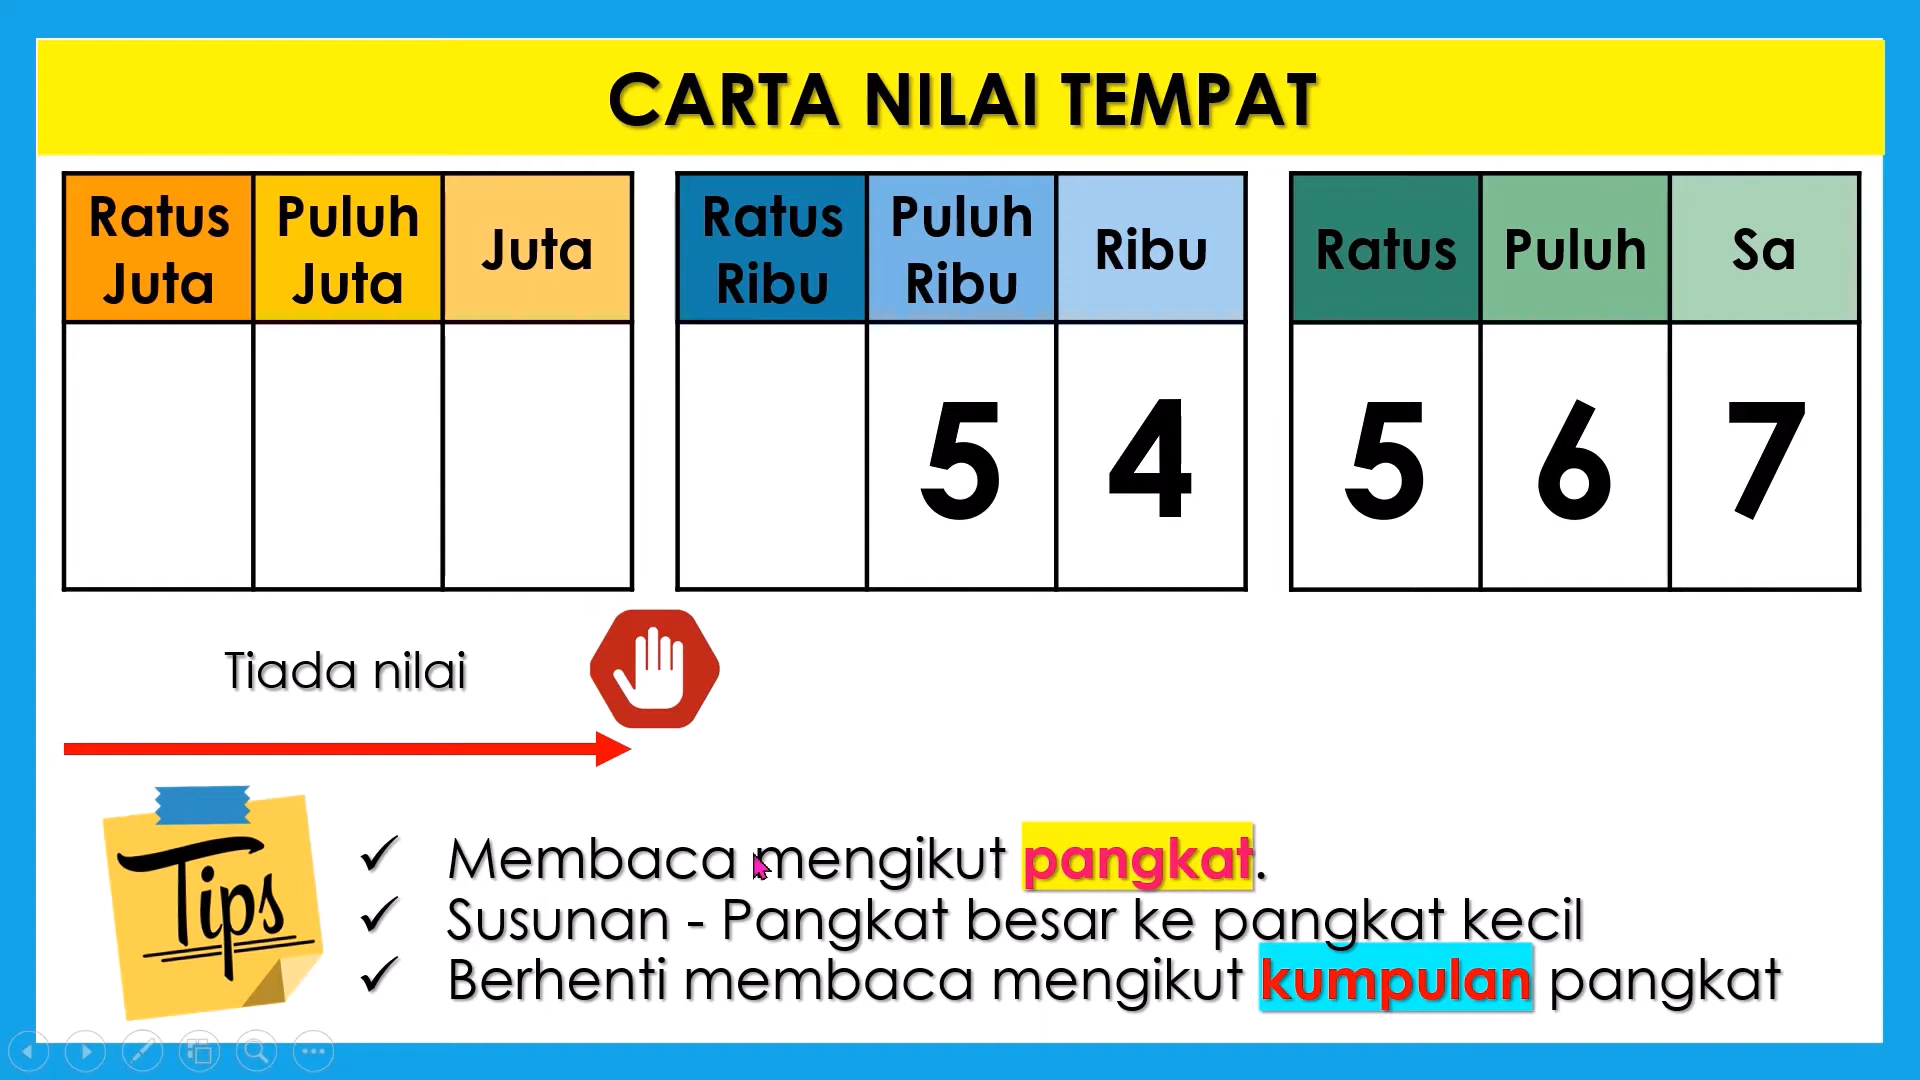 CARTA NILAI TEMPAT
Ratus Juta
Puluh Juta
Juta
Ratus Ribu
Puluh Ribu
Ribu
Ratus
Puluh
Sa
5 4 5 6 7
Tiada nilai
Tips
✓ Membaca mengikut pangkat.
✓ Susunan - Pangkat besar ke pangkat kecil
✓ Berhenti membaca mengikut kumpulan pangkat